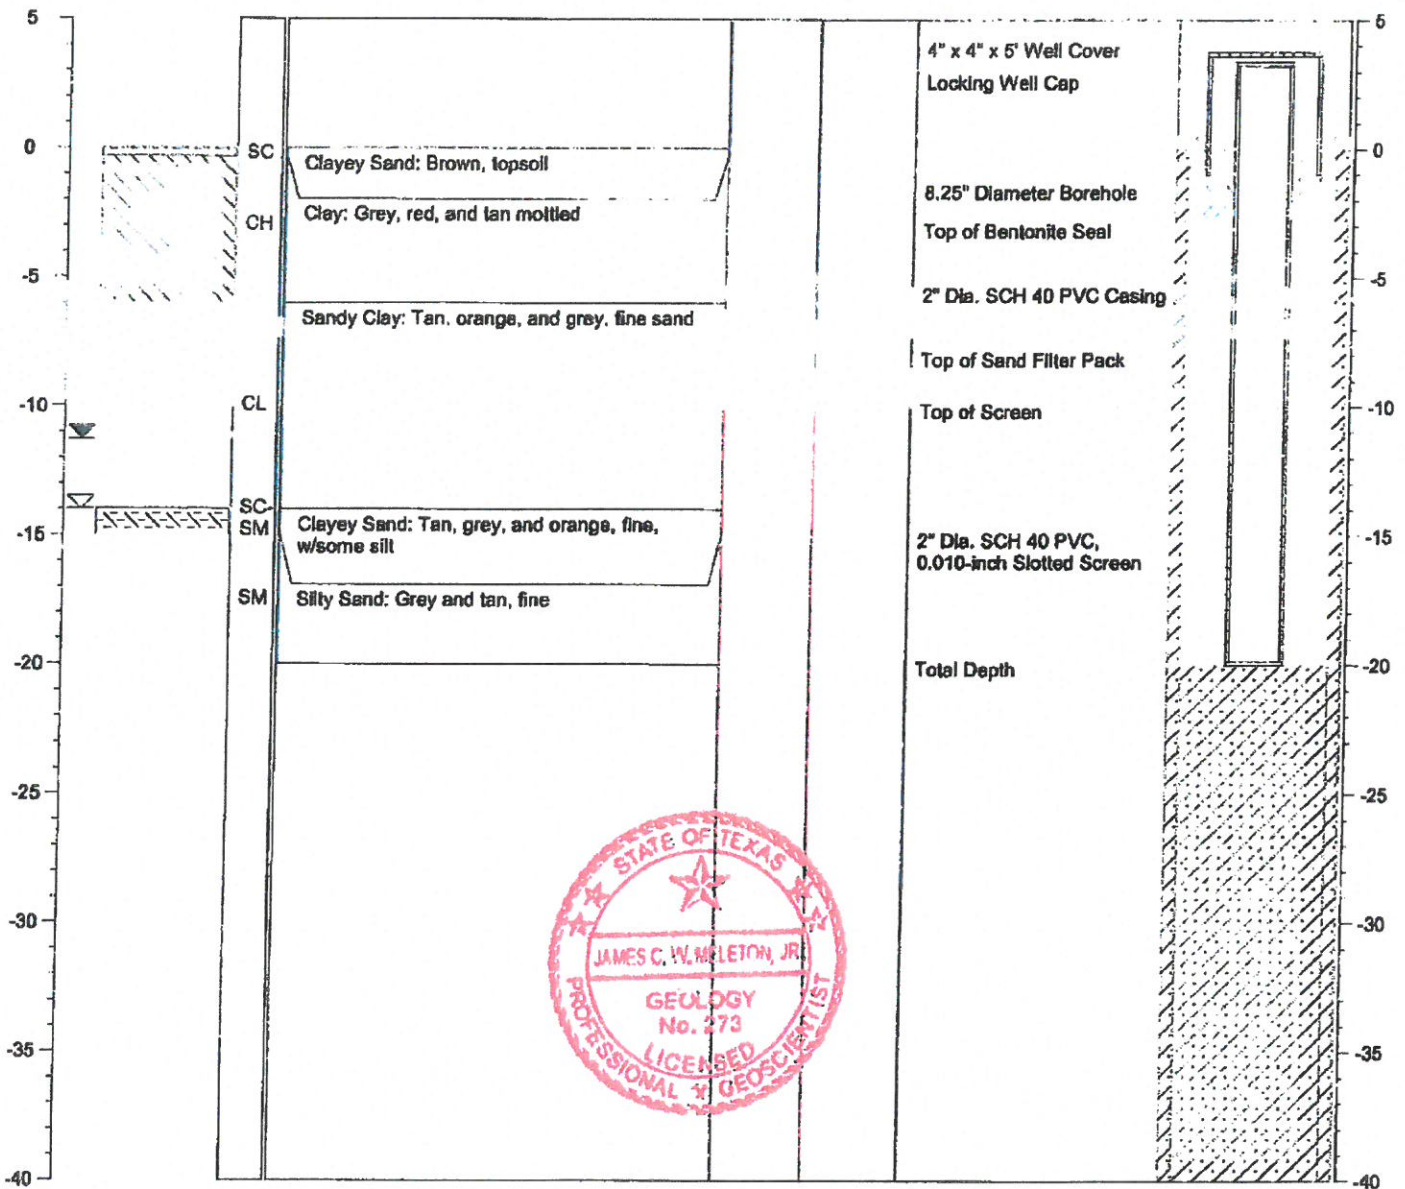 5
0
-5
-10
-15
-20
-25
-30
-35
-40
SC
CH
CL
SC
SM
SM
Clayey Sand: Brown, topsoil
Clay: Grey, red, and tan mottled
Sandy Clay: Tan, orange, and grey, fine sand
Clayey Sand: Tan, grey, and orange, fine,
w/some silt
Silty Sand: Grey and tan, fine
4" x 4" x 5' Well Cover
Locking Well Cap
8.25" Diameter Borehole
Top of Bentonite Seal
2" Dia. SCH 40 PVC Casing
Top of Sand Filter Pack
Top of Screen
2" Dia. SCH 40 PVC,
0.010-inch Slotted Screen
Total Depth
5
0
-5
-10
-15
-20
-25
-30
-35
-40
STATE OF TEXAS
JAMES C. W. MELETON, JR
GEOLOGY
No. 273
LICENSED
PROFESSIONAL GEOSCIENTIST